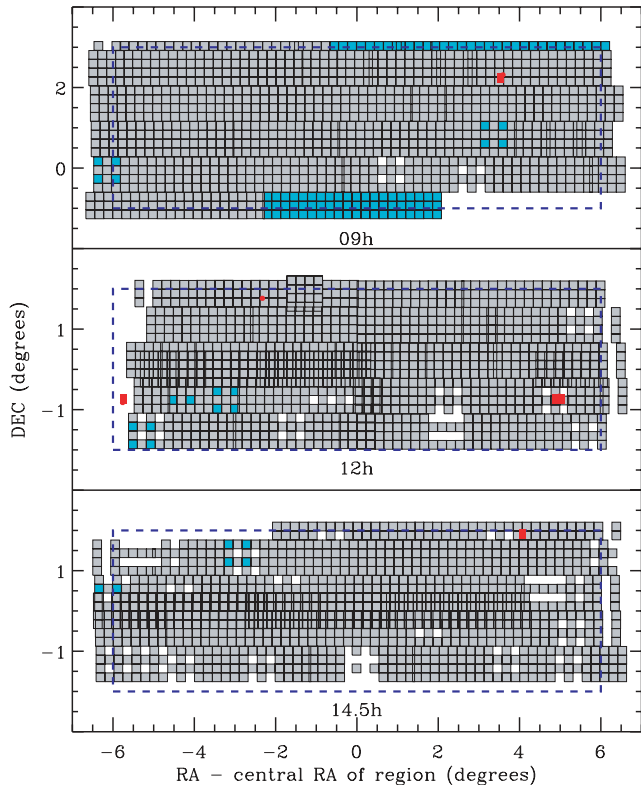 2
0
09h
1
−1
DEC (degrees)
12h
1
−1
14.5h
−6 −4 −2 0 2 4 6
RA − central RA of region (degrees)